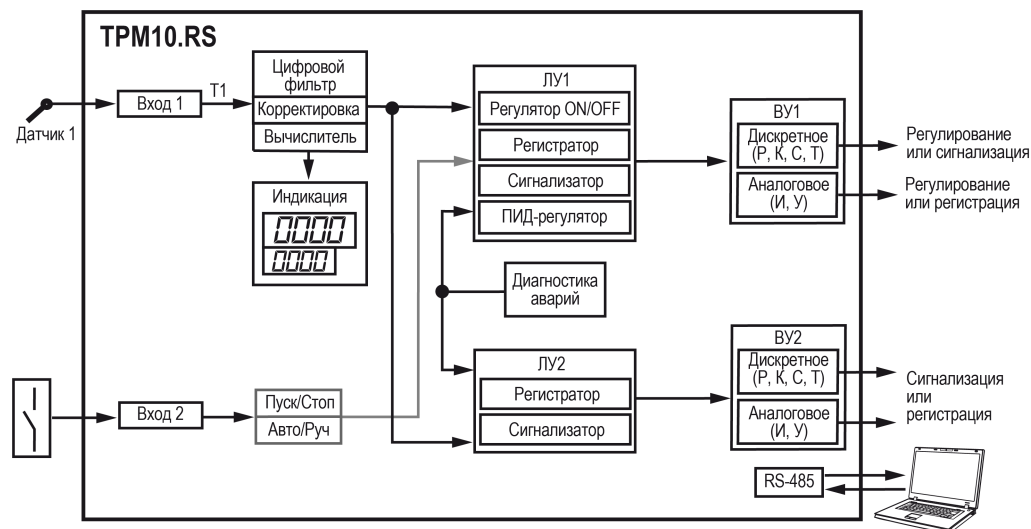 ТРМ10.RS
Датчик 1
Вход 1
T1
Цифровой
фильтр
Корректировка
Вычислитель
Индикация
0000
0000
ЛУ1
Регулятор ON/OFF
Регистратор
Сигнализатор
ПИД-регулятор
Диагностика
аварий
ВУ1
Дискретное
(Р, К, С, Т)
Аналоговое
(И, У)
Регулирование
или сигнализация
Регулирование
или регистрация
Вход 2
Пуск/Стоп
Авто/Руч
ЛУ2
Регистратор
Сигнализатор
ВУ2
Дискретное
(Р, К, С, Т)
Аналоговое
(И, У)
Сигнализация
или
регистрация
RS-485